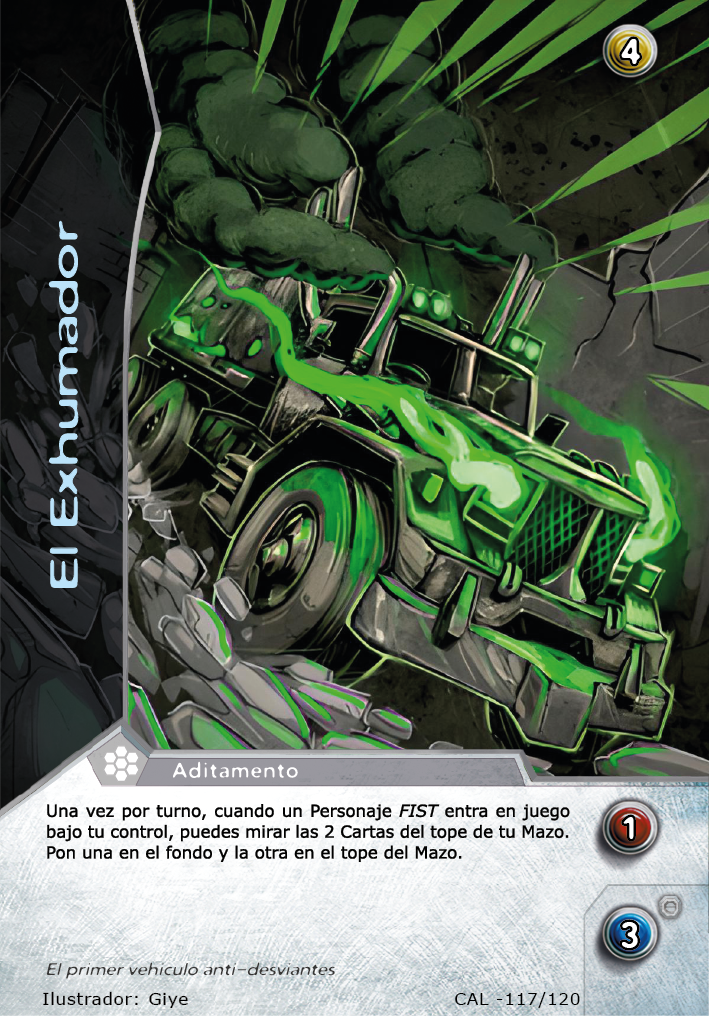 4
El Exhumador
Aditamento
Una vez por turno, cuando un Personaje FIST entra en juego
bajo tu control, puedes mirar las 2 Cartas del tope de tu Mazo.
Pon una en el fondo y la otra en el tope del Mazo.
1
3
El primer vehiculo anti-desviantes
Ilustrador: Giye
CAL -117/120